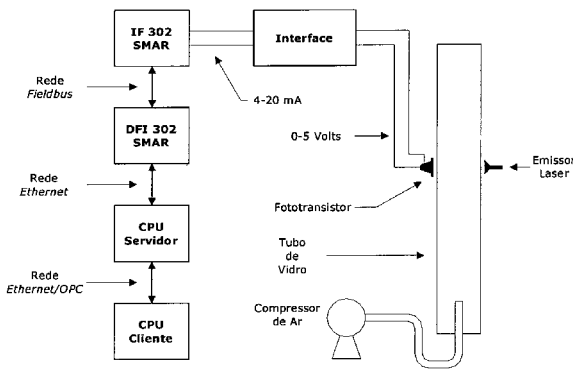 IF 302
SMAR
Interface
Rede
Fieldbus
4-20 mA
DFI 302
SMAR
0-5 Volts
Rede
Ethernet
Emissor
Laser
Fototransistor
CPU
Servidor
Tubo
de
Vidro
Rede
Ethernet/OPC
Compressor
de Ar
CPU
Cliente